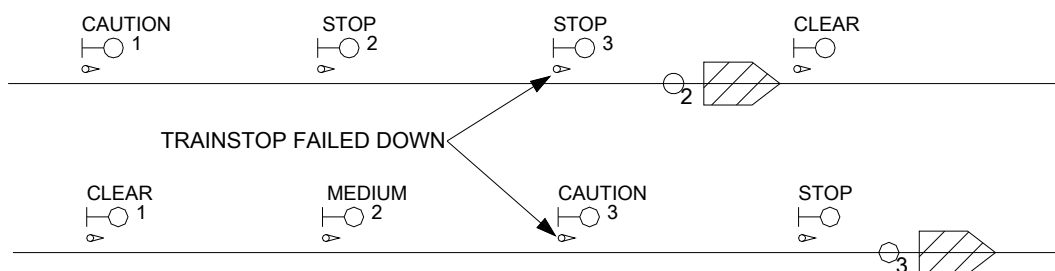 CAUTION STOP STOP CLEAR
1 2 3
2
TRAINSTOP FAILED DOWN
CLEAR MEDIUM CAUTION STOP
1 2 3
3